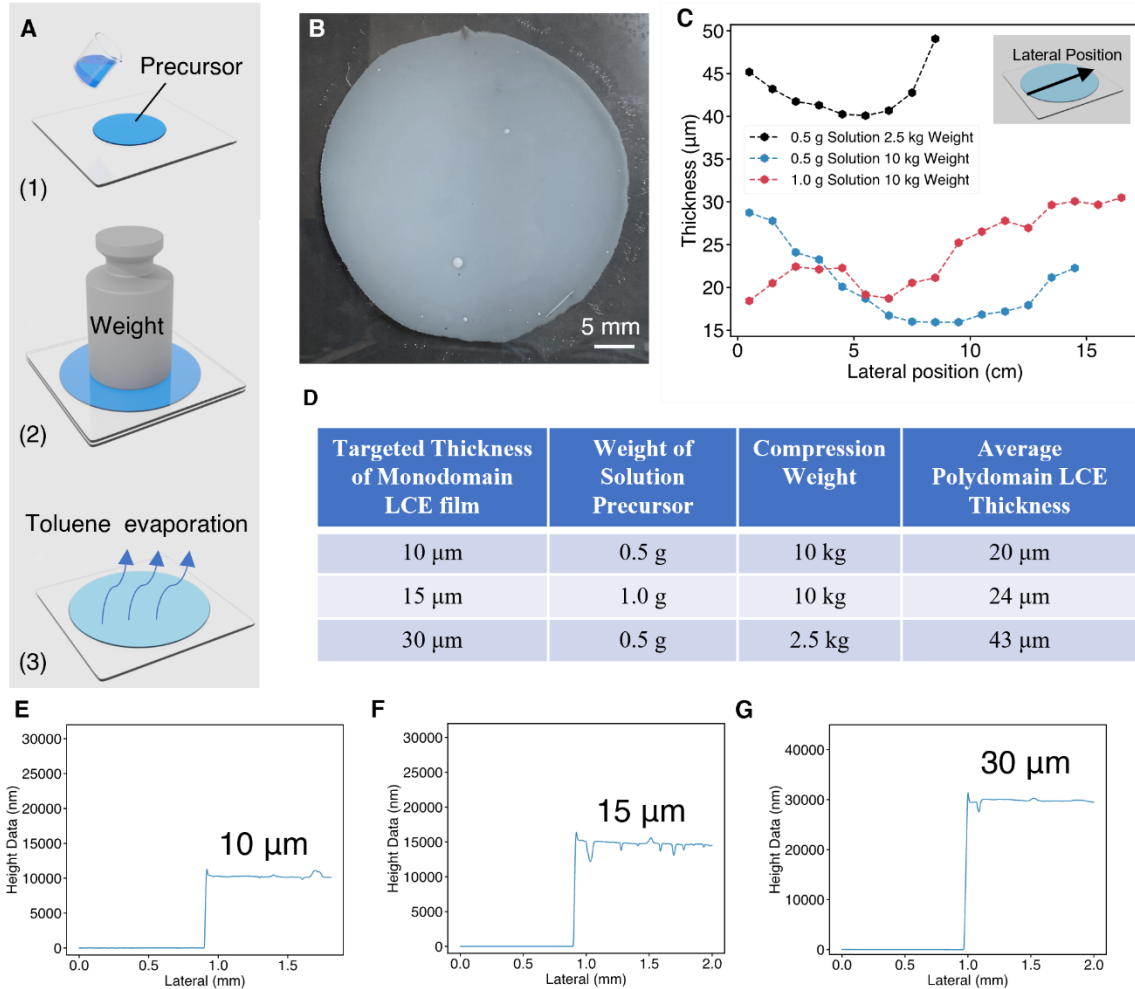 A
Precursor
(1)
Weight
(2)
Toluene evaporation
(3)
B
5 mm
C
50
45
40
35
30
25
20
15
Thickness (μm)
0
5
10
15
Lateral position (cm)
Lateral Position
0.5 g Solution 2.5 kg Weight
0.5 g Solution 10 kg Weight
1.0 g Solution 10 kg Weight
D
Targeted Thickness of Monodomain LCE film
Weight of Solution Precursor
Compression Weight
Average Polydomain LCE Thickness
10 μm 0.5 g 10 kg 20 μm
15 μm 1.0 g 10 kg 24 μm
30 μm 0.5 g 2.5 kg 43 μm
E
30000
25000
20000
15000
10000
5000
0
Height Data (nm)
10 μm
0.0 0.5 1.0 1.5
Lateral (mm)
F
30000
25000
20000
15000
10000
5000
0
Height Data (nm)
15 μm
0.0 0.5 1.0 1.5 2.0
Lateral (mm)
G
40000
30000
20000
10000
0
Height Data (nm)
30 μm
0.0 0.5 1.0 1.5 2.0
Lateral (mm)